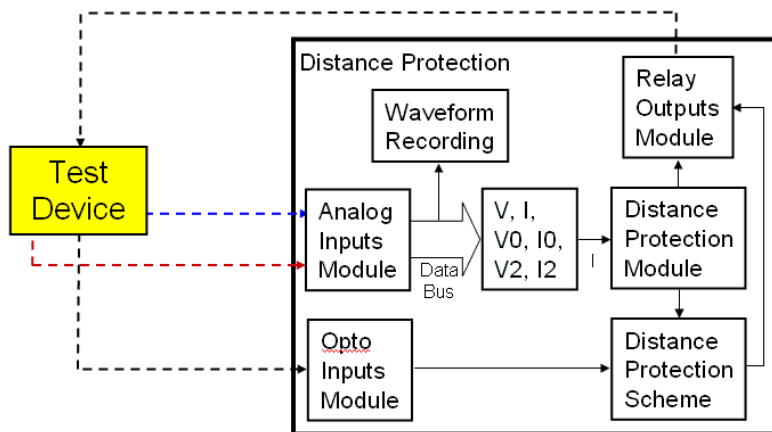 Distance Protection
Relay
Outputs
Module
Waveform
Recording
Test
Device
Analog
Inputs
Module
Data
Bus
V, I,
V0, I0,
V2, I2
I
Distance
Protection
Module
Opto
Inputs
Module
Distance
Protection
Scheme